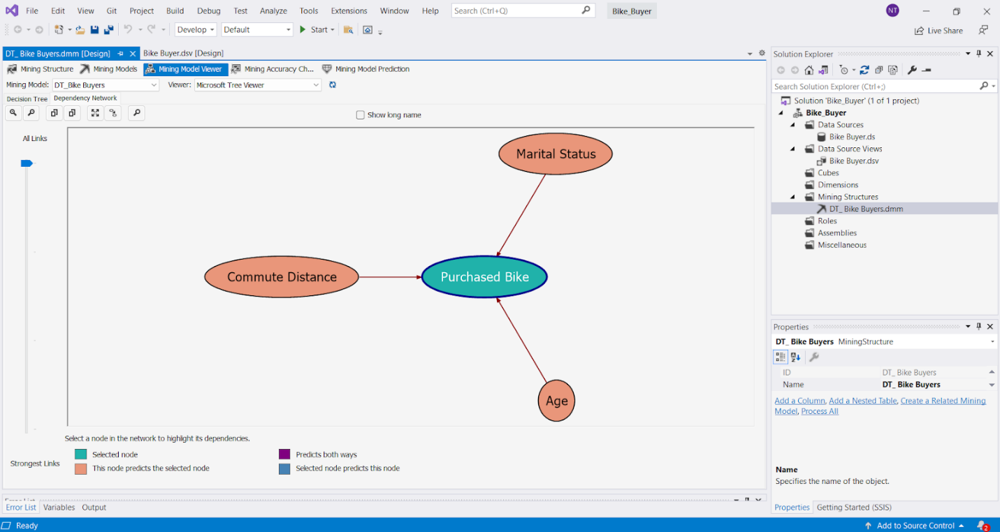 File Edit View Git Project Build Debug Test Analyze Tools Extensions Window Help Search (Ctrl+Q) Bike_Buyer NT
Develop Default Start Live Share
DT_ Bike Buyers.dmm [Design] Bike Buyer.dsv [Design]
Mining Structure Mining Models Mining Model Viewer Mining Accuracy Ch... Mining Model Prediction
Mining Model: DT_Bike Buyers Viewer: Microsoft Tree Viewer
Decision Tree Dependency Network
Show long name
All Links
Marital Status
Commute Distance
Purchased Bike
Age
Select a node in the network to highlight its dependencies.
Selected node Predicts both ways
Strongest Links
This node predicts the selected node Selected node predicts this node
Error List
Error List Variables Output
Solution Explorer
Search Solution Explorer (Ctrl+;)
Solution 'Bike_Buyer' (1 of 1 project)
Bike_Buyer
Data Sources
Bike Buyer.ds
Data Source Views
Bike Buyer.dsv
Cubes
Dimensions
Mining Structures
DT_ Bike Buyers.dmm
Roles
Assemblies
Miscellaneous
Properties
DT_ Bike Buyers MiningStructure
ID DT_ Bike Buyers
Name DT_ Bike Buyers
Add a Column, Add a Nested Table, Create a Related Mining
Model, Process All
Name
Specifies the name of the object.
Properties Getting Started (SSIS)
Ready Add to Source Control 2